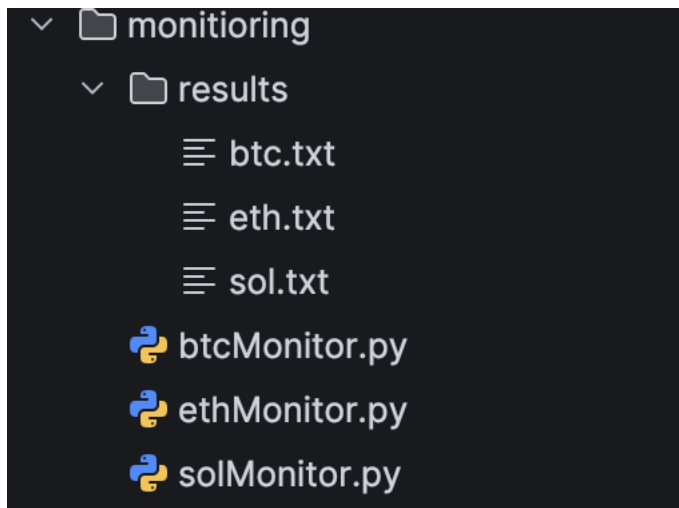 monitioring
results
btc.txt
eth.txt
sol.txt
btcMonitor.py
ethMonitor.py
solMonitor.py